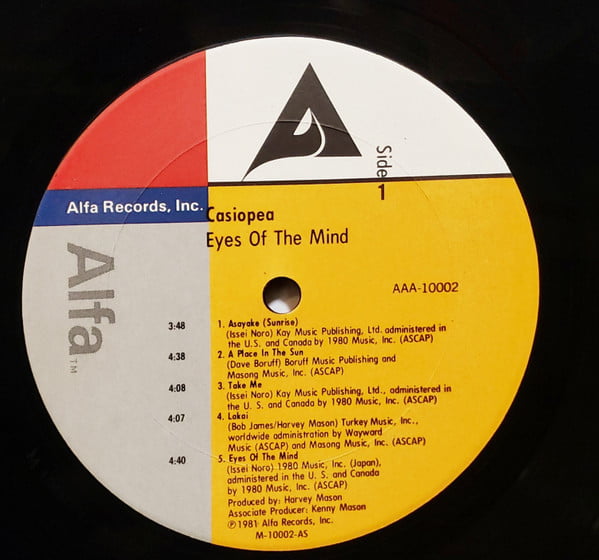 Side
1
Alfa Records, Inc.
Casiopea
Eyes Of The Mind
Alfa™
AAA-10002
3:48 1. Asayake (Sunrise)
(Issei Noro) Kay Music Publishing, Ltd. administered in
the U.S. and Canada by 1980 Music, Inc. (ASCAP)
4:38 2. A Place In The Sun
(Dave Boruff) Boruff Music Publishing and
Masong Music, Inc. (ASCAP)
4:08 3. Take Me
(Issei Noro) Kay Music Publishing, Ltd., administered in
the U. S. and Canada by 1980 Music, Inc. (ASCAP)
4:07 4. Lakai
(Bob James/Harvey Mason) Turkey Music, Inc.,
worldwide administration by Wayward
Music (ASCAP) and Masong Music, Inc. (ASCAP)
4:40 5. Eyes Of The Mind
(Issei Noro) 1980 Music, Inc. (Japan),
administered in the U.S. and Canada
by 1980 Music, Inc. (ASCAP)
Produced by: Harvey Mason
Associate Producer: Kenny Mason
℗1981 Alfa Records, Inc.
M-10002-AS